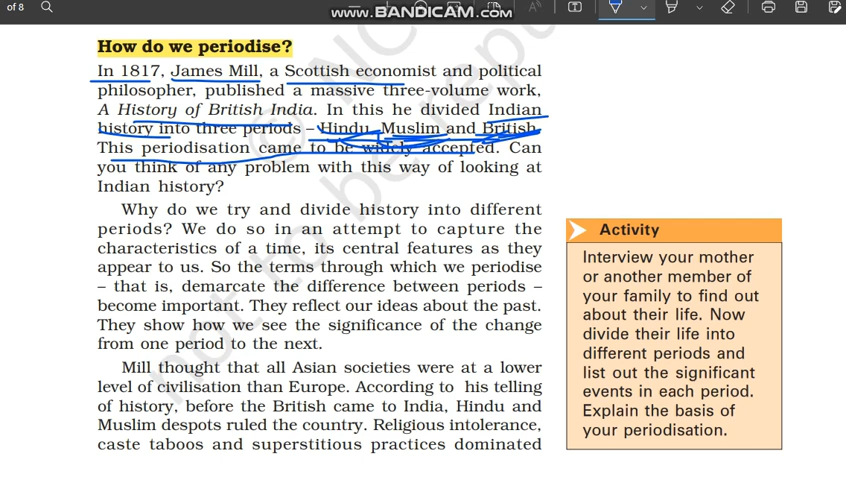 of 8
www.BANDICAM.com
How do we periodise?
In 1817, James Mill, a Scottish economist and political
philosopher, published a massive three-volume work,
A History of British India. In this he divided Indian
history into three periods – Hindu, Muslim and British.
This periodisation came to be widely accepted. Can
you think of any problem with this way of looking at
Indian history?
Why do we try and divide history into different
periods? We do so in an attempt to capture the
characteristics of a time, its central features as they
appear to us. So the terms through which we periodise
– that is, demarcate the difference between periods –
become important. They reflect our ideas about the past.
They show how we see the significance of the change
from one period to the next.
Mill thought that all Asian societies were at a lower
level of civilisation than Europe. According to his telling
of history, before the British came to India, Hindu and
Muslim despots ruled the country. Religious intolerance,
caste taboos and superstitious practices dominated
Activity
Interview your mother
or another member of
your family to find out
about their life. Now
divide their life into
different periods and
list out the significant
events in each period.
Explain the basis of
your periodisation.